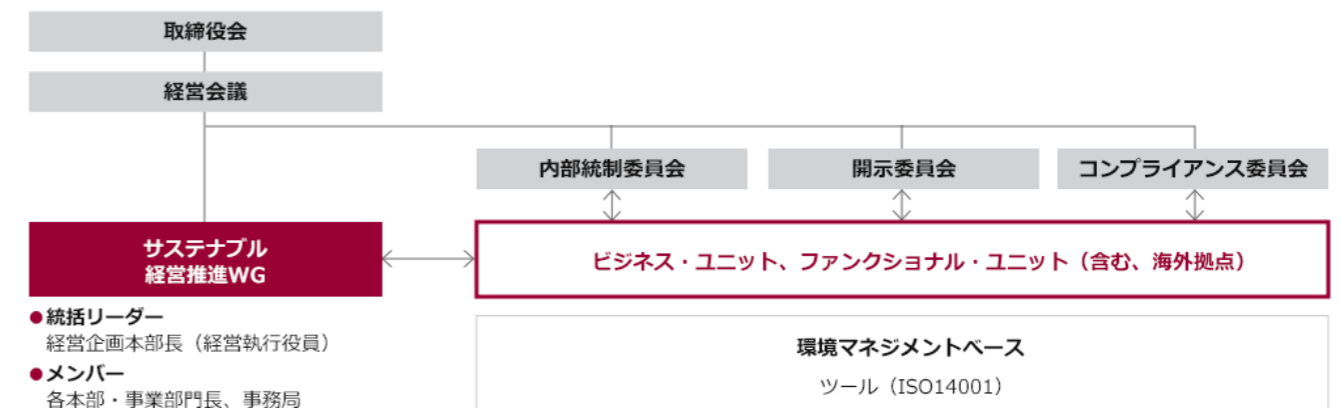 取締役会
経営会議
内部統制委員会
開示委員会
コンプライアンス委員会
サステナブル
経営推進WG
ビジネス・ユニット、ファンクショナル・ユニット（含む、海外拠点）
●統括リーダー
経営企画本部長（経営執行役員）
●メンバー
各本部・事業部門長、事務局
環境マネジメントベース
ツール（ISO14001）